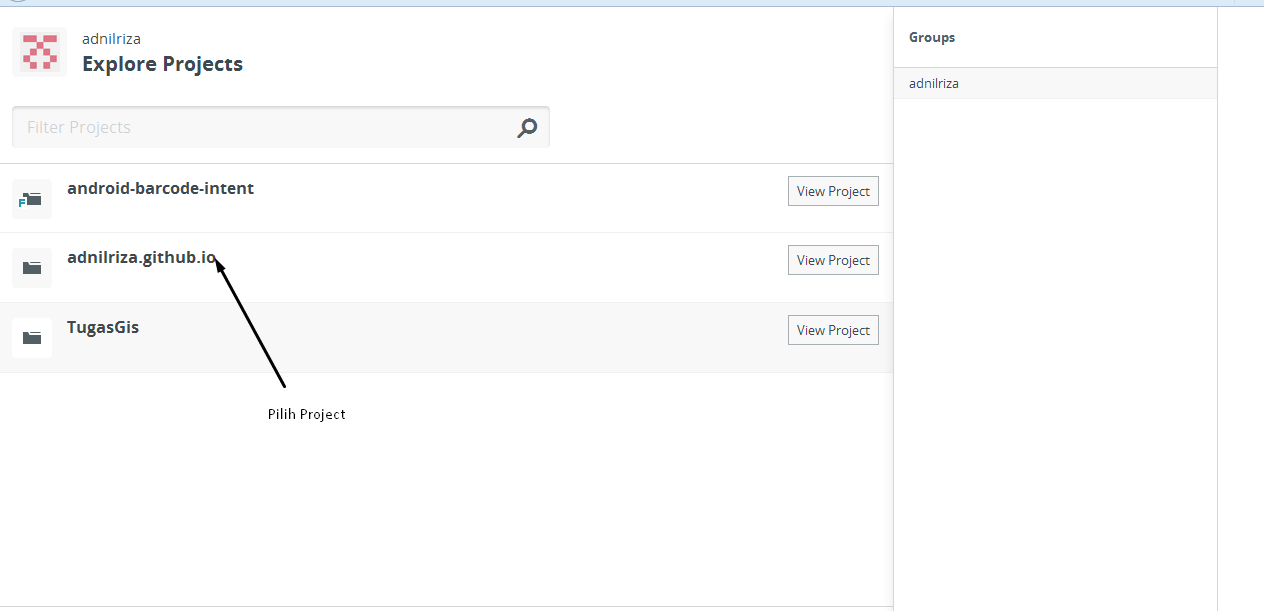 adnilriza
Explore Projects
Filter Projects
F android-barcode-intent
View Project
adnilriza.github.io
View Project
TugasGis
View Project
Pilih Project
Groups
adnilriza